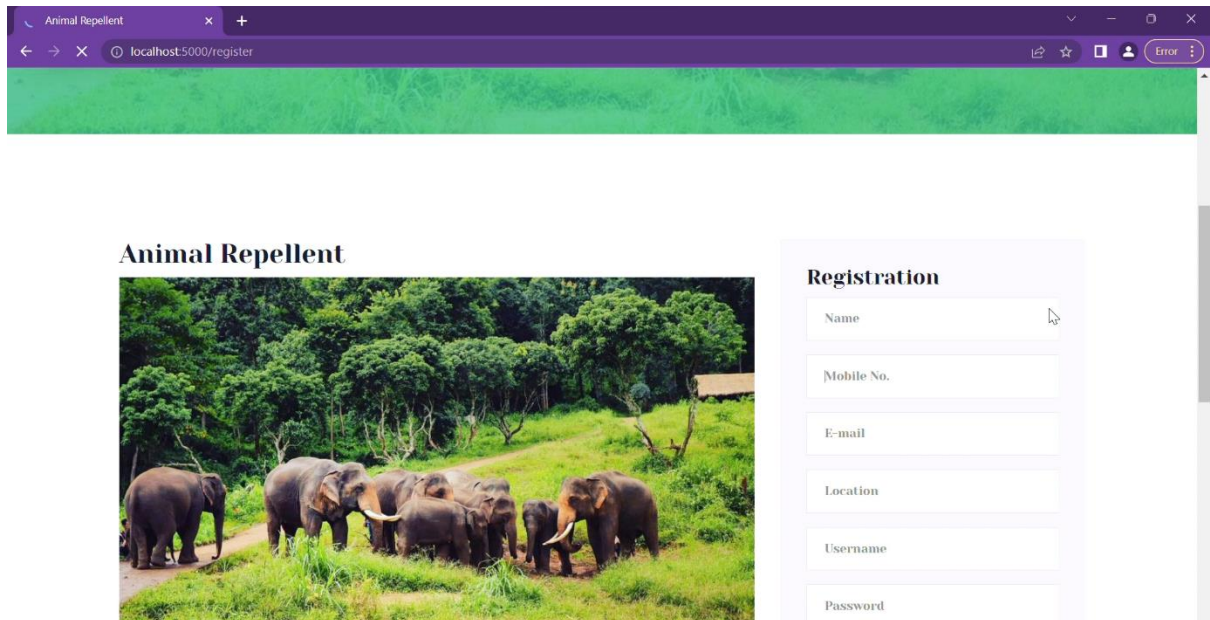 Animal Repellent
localhost:5000/register
Error
Animal Repellent
Registration
Name
Mobile No.
E-mail
Location
Username
Password